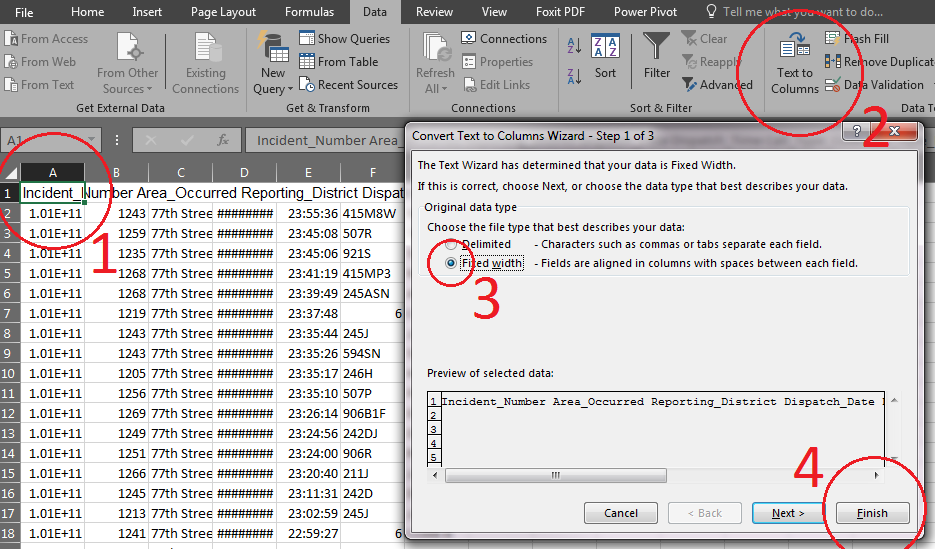 File Home Insert Page Layout Formulas Data Review View Foxit PDF Power Pivot Tell me what you want to do...
From Access
From Web
From Text
From Other
Sources
Existing
Connections
Get External Data
New
Query
Show Queries
From Table
Recent Sources
Get & Transform
Refresh
All
Connections
Properties
Edit Links
Connections
A Z
Z A
Z A
A Z
Sort
Filter
Clear
Reapply
Advanced
Sort & Filter
Text to
Columns
Flash Fill
Remove Duplicat
Data Validation
Data T
2
A1 fx Incident_Number Area_
A B C D E F
1 Incident_Number Area_Occurred Reporting_District Dispat
2 1.01E+11 1243 77th Stree ######## 23:55:36 415M8W
3 1.01E+11 1259 77th Stree ######## 23:45:08 507R
4 1.01E+11 1235 77th Stree ######## 23:45:06 921S
5 1.01E+11 1268 77th Stree ######## 23:41:19 415MP3
6 1.01E+11 1268 77th Stree ######## 23:39:49 245ASN
7 1.01E+11 1219 77th Stree ######## 23:37:48 6
8 1.01E+11 1243 77th Stree ######## 23:35:44 245J
9 1.01E+11 1243 77th Stree ######## 23:35:26 594SN
10 1.01E+11 1205 77th Stree ######## 23:35:17 246H
11 1.01E+11 1256 77th Stree ######## 23:35:10 507P
12 1.01E+11 1269 77th Stree ######## 23:26:14 906B1F
13 1.01E+11 1249 77th Stree ######## 23:24:56 242DJ
14 1.01E+11 1251 77th Stree ######## 23:24:00 906R
15 1.01E+11 1266 77th Stree ######## 23:20:40 211J
16 1.01E+11 1245 77th Stree ######## 23:11:31 242D
17 1.01E+11 1213 77th Stree ######## 23:02:59 245J
18 1.01E+11 1241 77th Stree ######## 22:59:27 6
1
Convert Text to Columns Wizard - Step 1 of 3
The Text Wizard has determined that your data is Fixed Width.
If this is correct, choose Next, or choose the data type that best describes your data.
Original data type
Choose the file type that best describes your data:
Delimited - Characters such as commas or tabs separate each field.
Fixed width - Fields are aligned in columns with spaces between each field.
3
Preview of selected data:
1 Incident_Number Area_Occurred Reporting_District Dispatch_Date
2
3
4
5
4
Cancel < Back Next > Finish